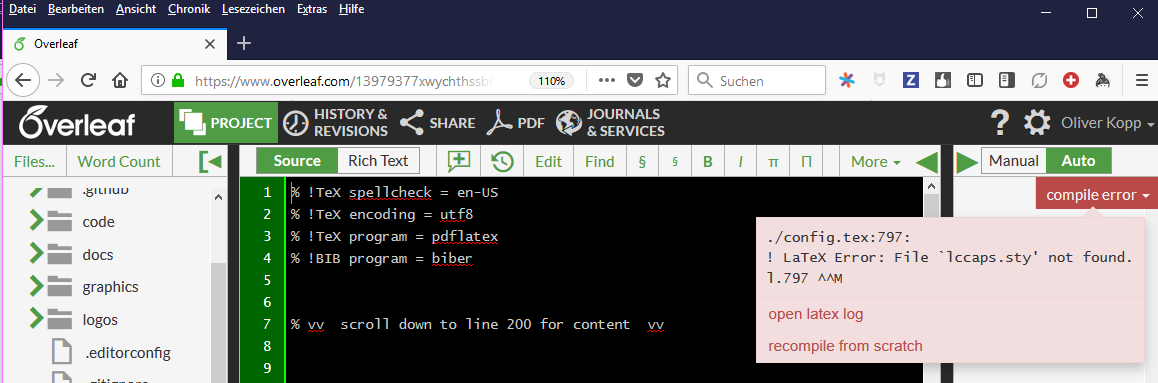 Datei Bearbeiten Ansicht Chronik Lesezeichen Extras Hilfe
Overleaf
https://www.overleaf.com/13979377xwychthssb
110%
Suchen
Overleaf
PROJECT
HISTORY &
REVISIONS
SHARE
PDF
JOURNALS
& SERVICES
?
Oliver Kopp
Files...
Word Count
Source
Rich Text
Edit
Find
§
§
B
I
π
Π
More
Manual
Auto
.github
code
docs
graphics
logos
.editorconfig
.gitignore
1 % !TeX spellcheck = en-US
2 % !TeX encoding = utf8
3 % !TeX program = pdflatex
4 % !BIB program = biber
5
6
7 % vv  scroll down to line 200 for content  vv
8
9
compile error
./config.tex:797:
! LaTeX Error: File `lccaps.sty' not found.
l.797 ^^M
open latex log
recompile from scratch